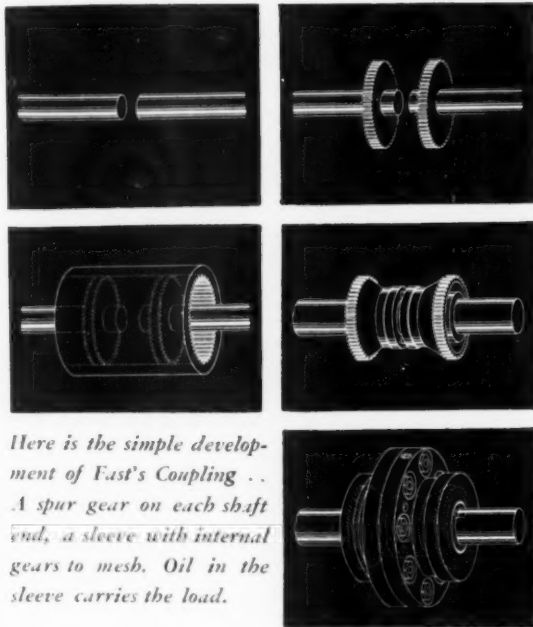 Here is the simple develop-
ment of Fast's Coupling . .
A spur gear on each shaft
end, a sleeve with internal
gears to mesh. Oil in the
sleeve carries the load.